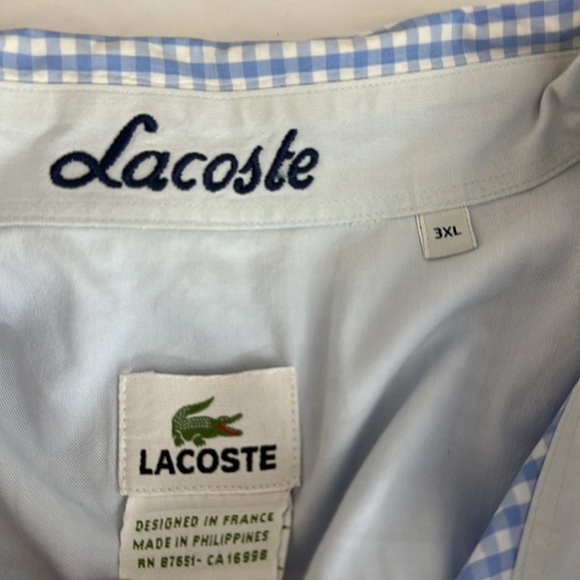 Lacoste
3XL
LACOSTE
DESIGNED IN FRANCE
MADE IN PHILIPPINES
RN 87651- CA16998